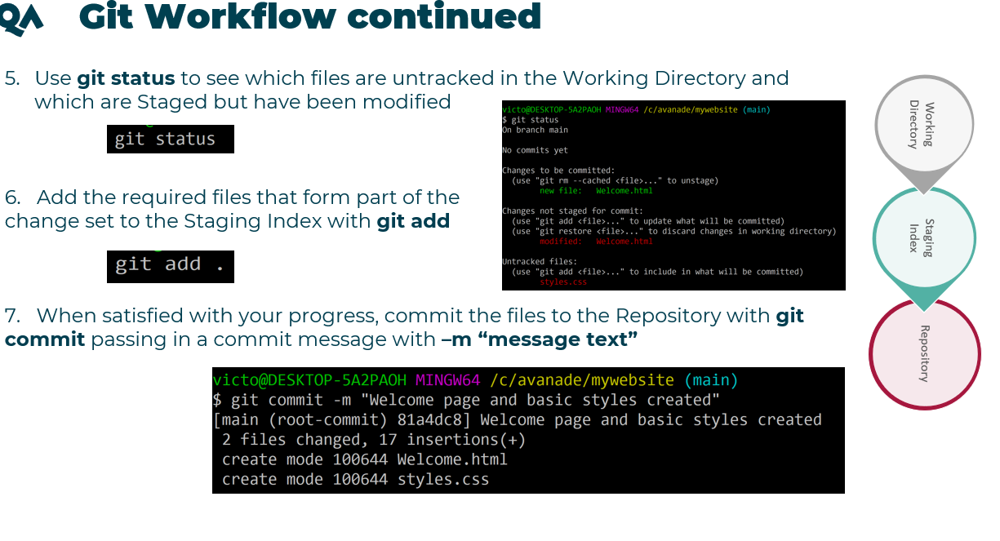 QA Git Workflow continued
5. Use git status to see which files are untracked in the Working Directory and
which are Staged but have been modified
git status
victo@DESKTOP-5A2PAOH MINGW64 /c/avanade/mywebsite (main)
$ git status
On branch main
No commits yet
Changes to be committed:
(use "git rm --cached <file>..." to unstage)
new file:   Welcome.html
Changes not staged for commit:
(use "git add <file>..." to update what will be committed)
(use "git restore <file>..." to discard changes in working directory)
modified:   Welcome.html
Untracked files:
(use "git add <file>..." to include in what will be committed)
styles.css
6. Add the required files that form part of the
change set to the Staging Index with git add
git add .
7. When satisfied with your progress, commit the files to the Repository with git
commit passing in a commit message with –m “message text”
victo@DESKTOP-5A2PAOH MINGW64 /c/avanade/mywebsite (main)
$ git commit -m "Welcome page and basic styles created"
[main (root-commit) 81a4dc8] Welcome page and basic styles created
2 files changed, 17 insertions(+)
create mode 100644 Welcome.html
create mode 100644 styles.css
Working
Directory
Staging
Index
Repository